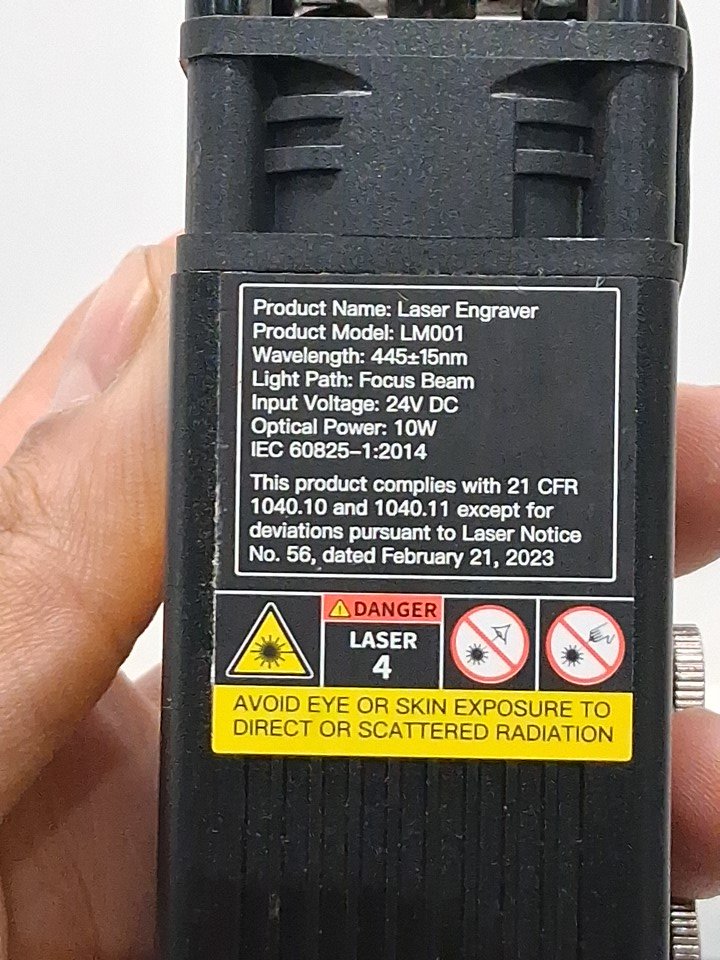 Product Name: Laser Engraver
Product Model: LM001
Wavelength: 445±15nm
Light Path: Focus Beam
Input Voltage: 24V DC
Optical Power: 10W
IEC 60825-1:2014
This product complies with 21 CFR
1040.10 and 1040.11 except for
deviations pursuant to Laser Notice
No. 56, dated February 21, 2023
DANGER
LASER
4
AVOID EYE OR SKIN EXPOSURE TO
DIRECT OR SCATTERED RADIATION